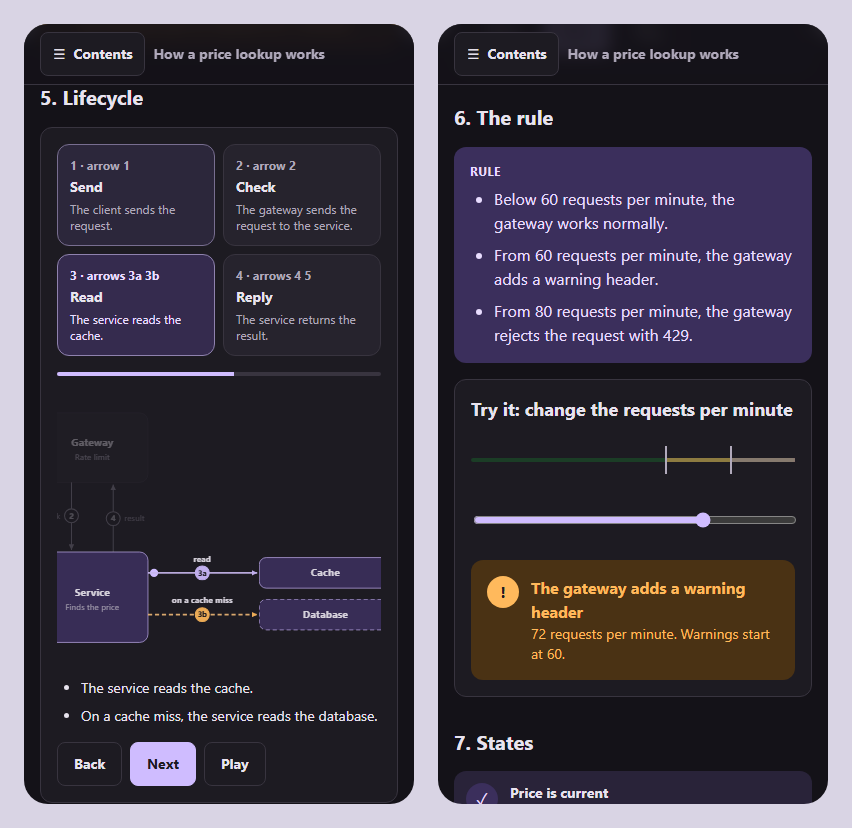 ☰ Contents How a price lookup works
5. Lifecycle
1 · arrow 1
Send
The client sends the
request.
2 · arrow 2
Check
The gateway sends the
request to the service.
3 · arrows 3a 3b
Read
The service reads the
cache.
4 · arrows 4 5
Reply
The service returns the
result.
Gateway
Rate limit
2
4 result
Service
Finds the price
read
3a
Cache
on a cache miss
3b
Database
• The service reads the cache.
• On a cache miss, the service reads the database.
Back Next Play
☰ Contents How a price lookup works
6. The rule
RULE
• Below 60 requests per minute, the
gateway works normally.
• From 60 requests per minute, the gateway
adds a warning header.
• From 80 requests per minute, the gateway
rejects the request with 429.
Try it: change the requests per minute
! The gateway adds a warning
header
72 requests per minute. Warnings start
at 60.
7. States
✓ Price is current